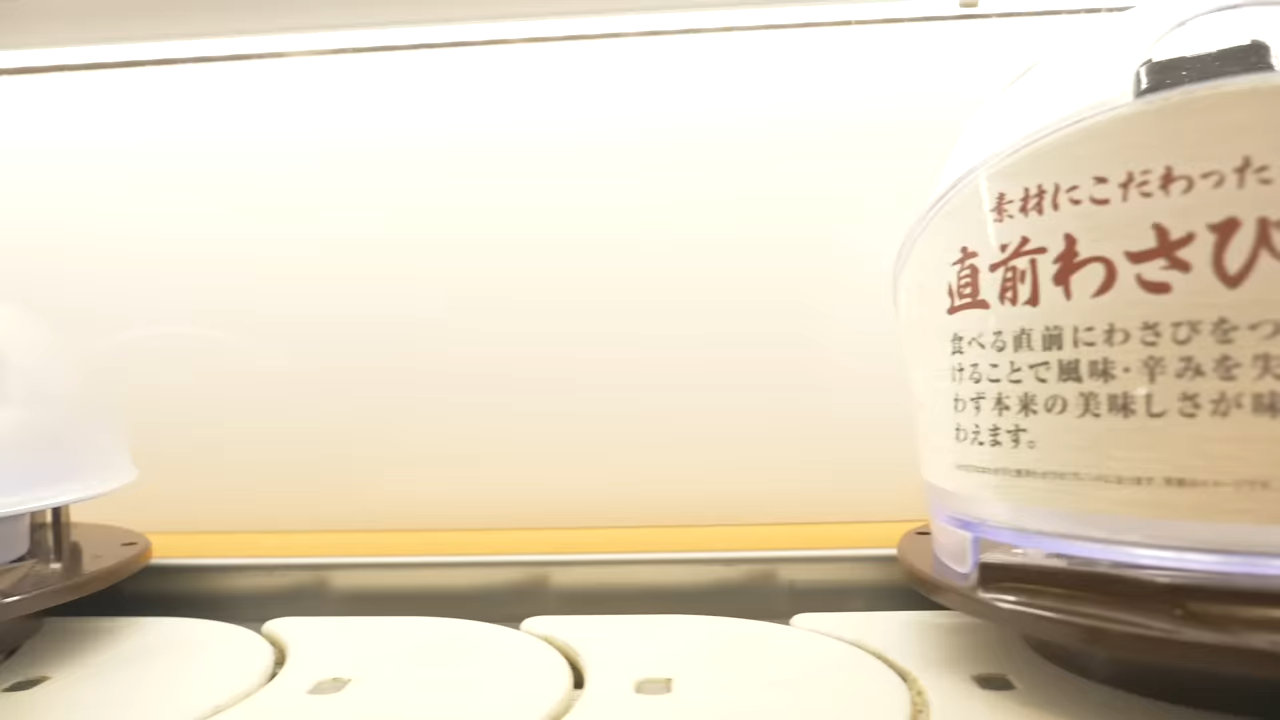 素材にこだわった
直前わさび
食べる直前にわさびをつ
けることで風味・辛みを失
わず本来の美味しさが味
わえます。